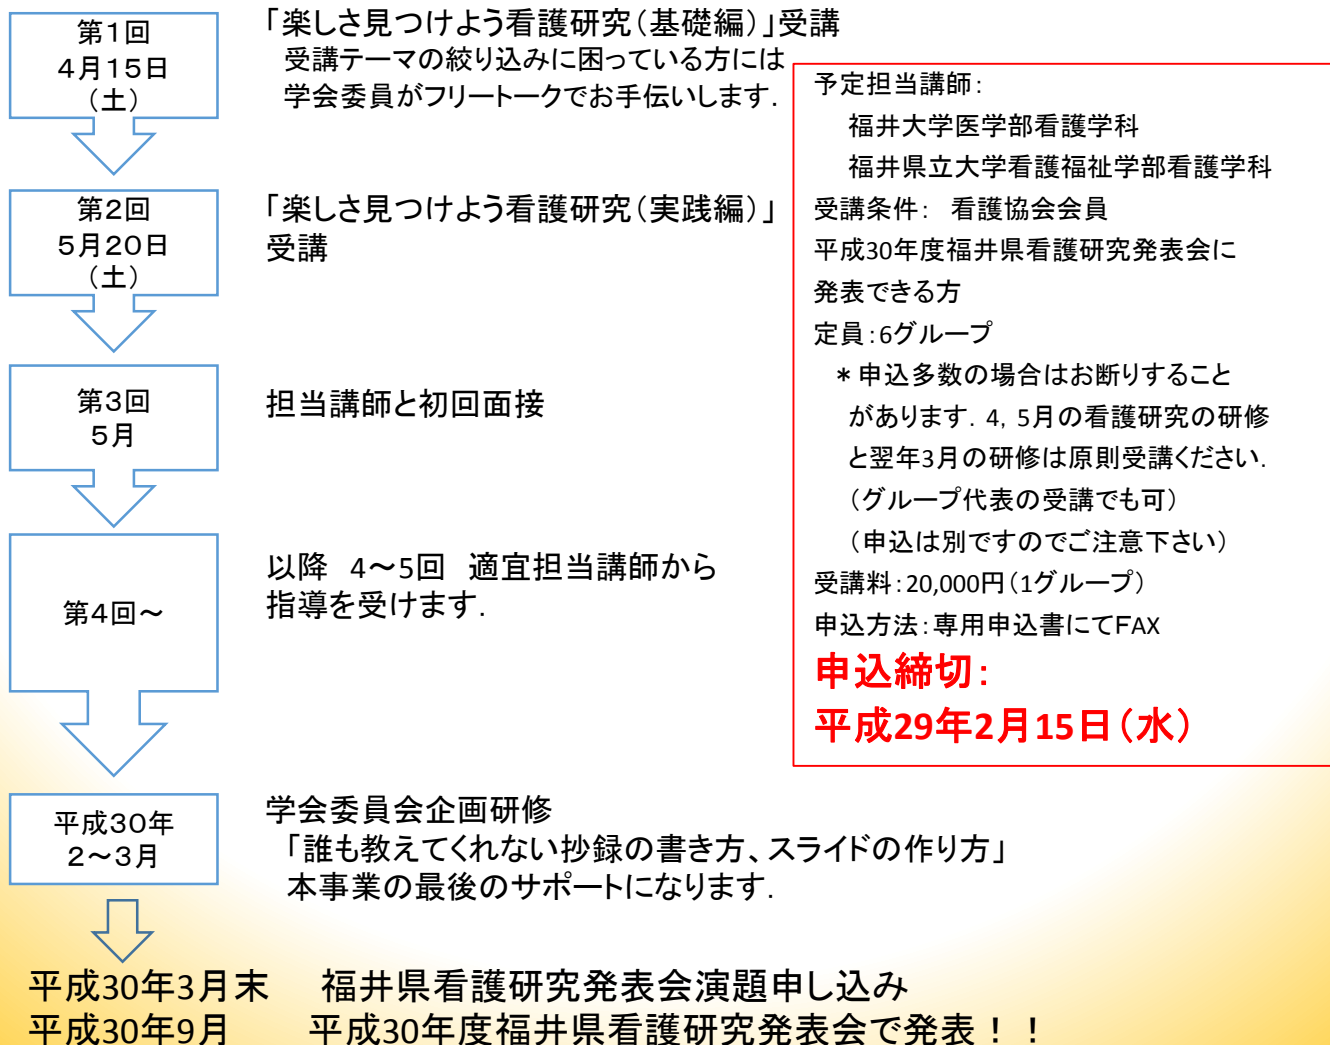 第1回
4月15日
（土）
「楽しさ見つけよう看護研究（基礎編）」受講
受講テーマの絞り込みに困っている方には
学会委員がフリートークでお手伝いします．
第2回
5月20日
（土）
「楽しさ見つけよう看護研究（実践編）」
受講
第3回
5月
担当講師と初回面接
第4回～
以降　4～5回　適宜担当講師から
指導を受けます．
予定担当講師：
福井大学医学部看護学科
福井県立大学看護福祉学部看護学科
受講条件：　看護協会会員
平成30年度福井県看護研究発表会に
発表できる方
定員：6グループ
＊申込多数の場合はお断りすること
があります．4，5月の看護研究の研修
と翌年3月の研修は原則受講ください．
（グループ代表の受講でも可）
（申込は別ですのでご注意下さい）
受講料：20,000円（1グループ）
申込方法：専用申込書にてFAX
申込締切：
平成29年2月15日（水）
平成30年
2～3月
学会委員会企画研修
「誰も教えてくれない抄録の書き方、スライドの作り方」
本事業の最後のサポートになります．
平成30年3月末　福井県看護研究発表会演題申し込み
平成30年9月　平成30年度福井県看護研究発表会で発表！！